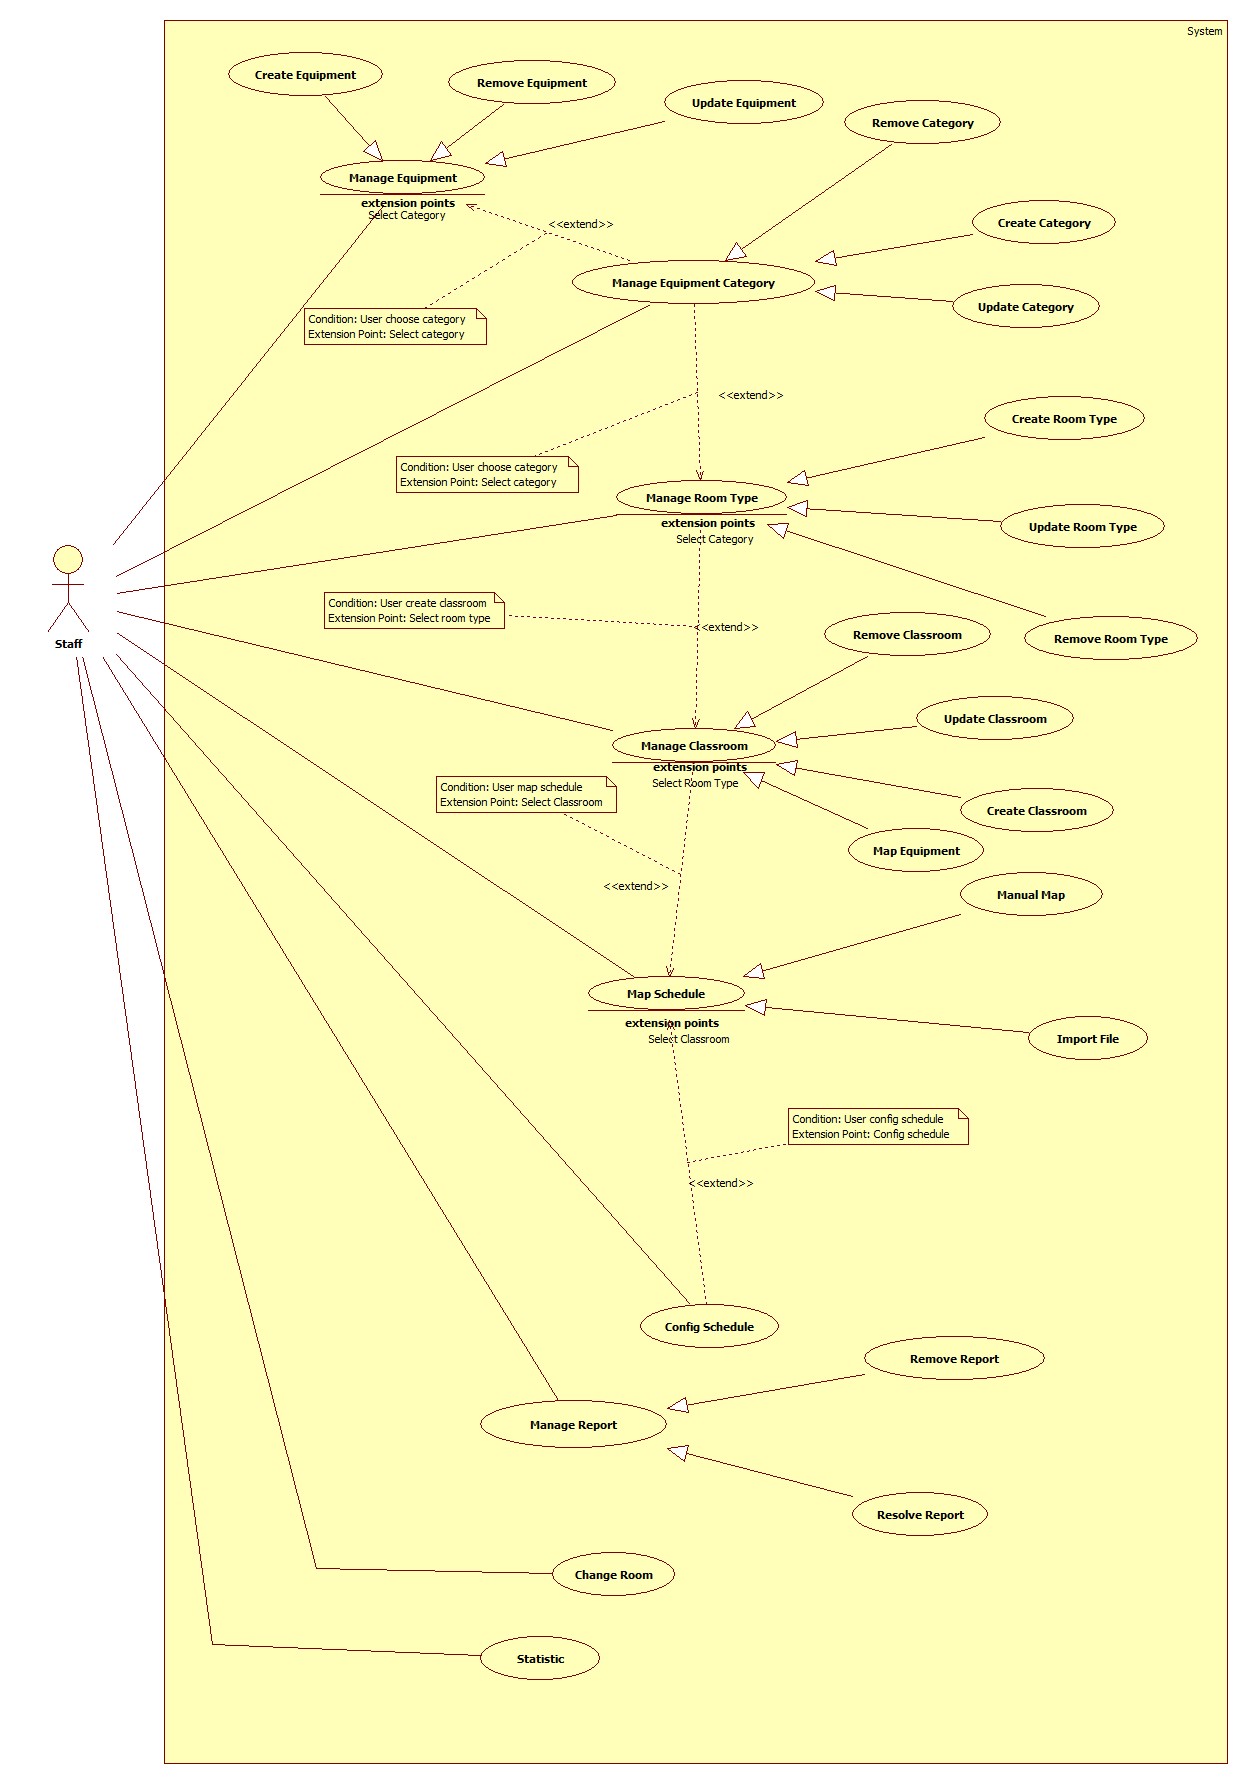 System
Create Equipment
Remove Equipment
Update Equipment
Remove Category
Manage Equipment
extension points
Select Category
<<extend>>
Create Category
Manage Equipment Category
Update Category
Condition: User choose category
Extension Point: Select category
<<extend>>
Create Room Type
Condition: User choose category
Extension Point: Select category
Manage Room Type
extension points
Select Category
Update Room Type
Staff
Condition: User create classroom
Extension Point: Select room type
<<extend>>
Remove Classroom
Remove Room Type
Update Classroom
Manage Classroom
extension points
Select Room Type
Condition: User map schedule
Extension Point: Select Classroom
Create Classroom
Map Equipment
<<extend>>
Manual Map
Map Schedule
extension points
Select Classroom
Import File
Condition: User config schedule
Extension Point: Config schedule
<<extend>>
Config Schedule
Remove Report
Manage Report
Resolve Report
Change Room
Statistic